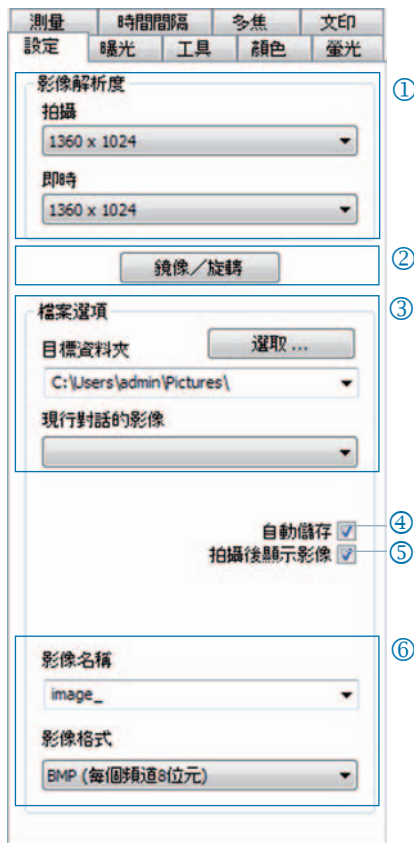 測量 時間間隔 多焦 文印
設定 曝光 工具 顏色 螢光
影像解析度
①
拍攝
1360 x 1024
即時
1360 x 1024
鏡像／旋轉
②
檔案選項
③
目標資料夾 選取 ...
C:\Users\admin\Pictures\
現行對話的影像
自動儲存
④
拍攝後顯示影像
⑤
⑥
影像名稱
image_
影像格式
BMP (每個頻道8位元)